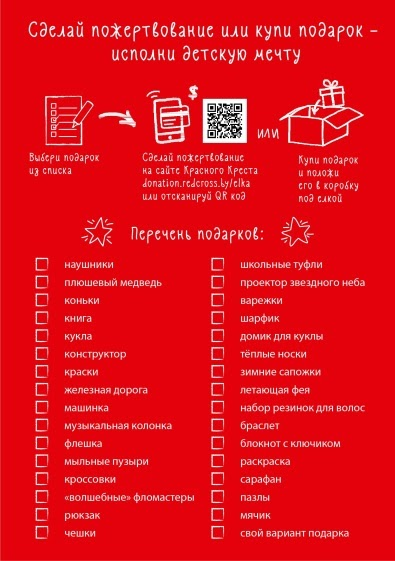 Сделай пожертвование или купи подарок –
исполни детскую мечту
$
Выбери подарок
из списка
Сделай пожертвование
на сайте Красного Креста
donation.redcross.by/elka
или отсканируй QR код
или
Купи подарок
и положи
его в коробку
под елкой
Перечень подарков:
наушники
плюшевый медведь
коньки
книга
кукла
конструктор
краски
железная дорога
машинка
музыкальная колонка
флешка
мыльные пузыри
кроссовки
«волшебные» фломастеры
рюкзак
чешки
школьные туфли
проектор звездного неба
варежки
шарфик
домик для куклы
тёплые носки
зимние сапожки
летающая фея
набор резинок для волос
браслет
блокнот с ключиком
раскраска
сарафан
пазлы
мячик
свой вариант подарка